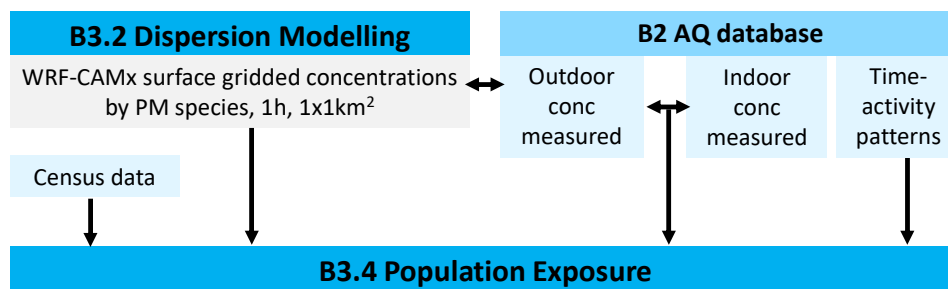 B3.2 Dispersion Modelling
WRF-CAMx surface gridded concentrations
by PM species, 1h, 1x1km²
B2 AQ database
Outdoor
conc
measured
Indoor
conc
measured
Time-
activity
patterns
Census data
B3.4 Population Exposure